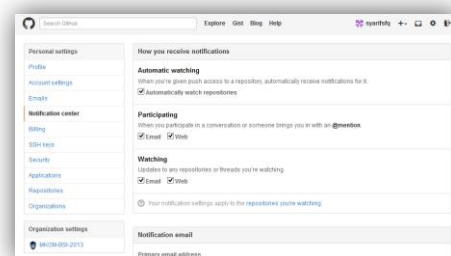 Search GitHub
Explore Gist Blog Help
syarifsfq
Personal settings
Profile
Account settings
Emails
Notification center
Billing
SSH keys
Security
Applications
Repositories
Organizations
Organization settings
MKOM-BSI-2013
How you receive notifications
Automatic watching
When you're given push access to a repository, automatically receive notifications for it.
Automatically watch repositories
Participating
When you participate in a conversation or someone brings you in with an @mention.
Email Web
Watching
Updates to any repositories or threads you're watching.
Email Web
Your notification settings apply to the repositories you're watching.
Notification email
Primary email address